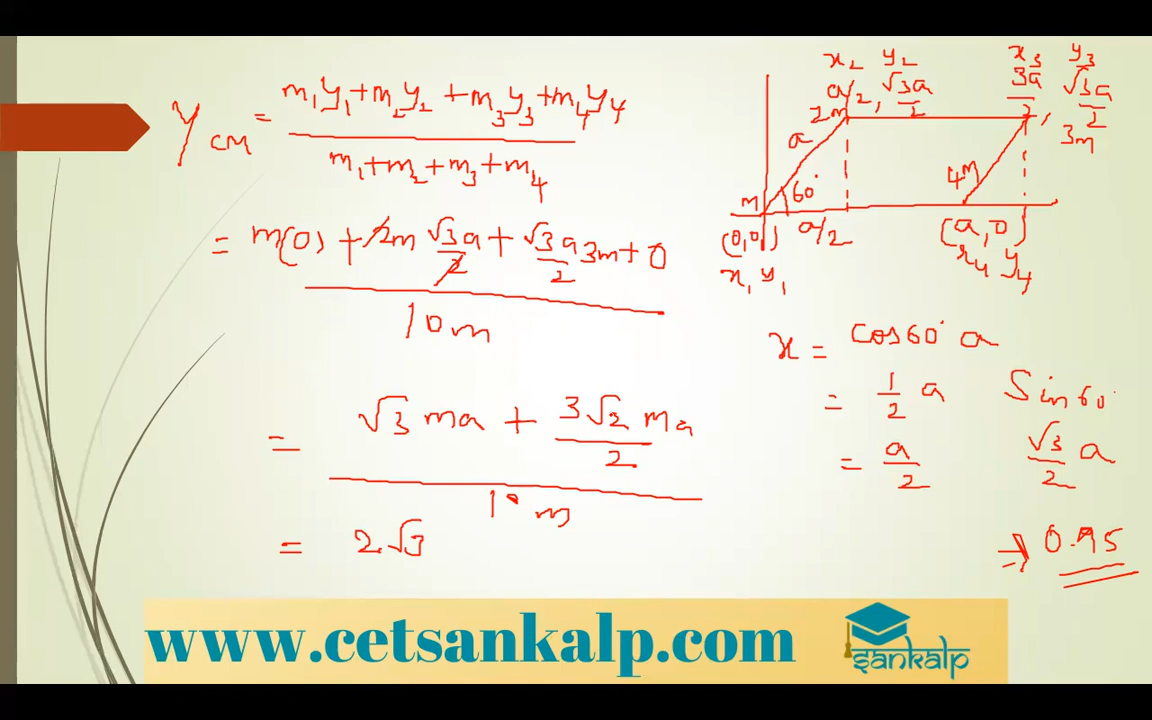 Y CM = m₁y₁+m₂y₂+m₃y₃+m₄y₄
m₁+m₂+m₃+m₄
= m(0) + 2m √3a/2 + √3a/2 3m + 0
10m
= √3 ma + 3√2 ma/2
10 m
= 2√3
x₂ y₂
a/2, √3a/2
2m
x₃ y₃
3a/2, √3a/2
3m
a
60°
4m
m
(0,0)
a/2
(a,0)
x₁ y₁
x₄ y₄
x = cos60° a
= 1/2 a
= a/2
Sin60
√3/2 a
⇒ 0.95
www.cetsankalp.com
sankalp